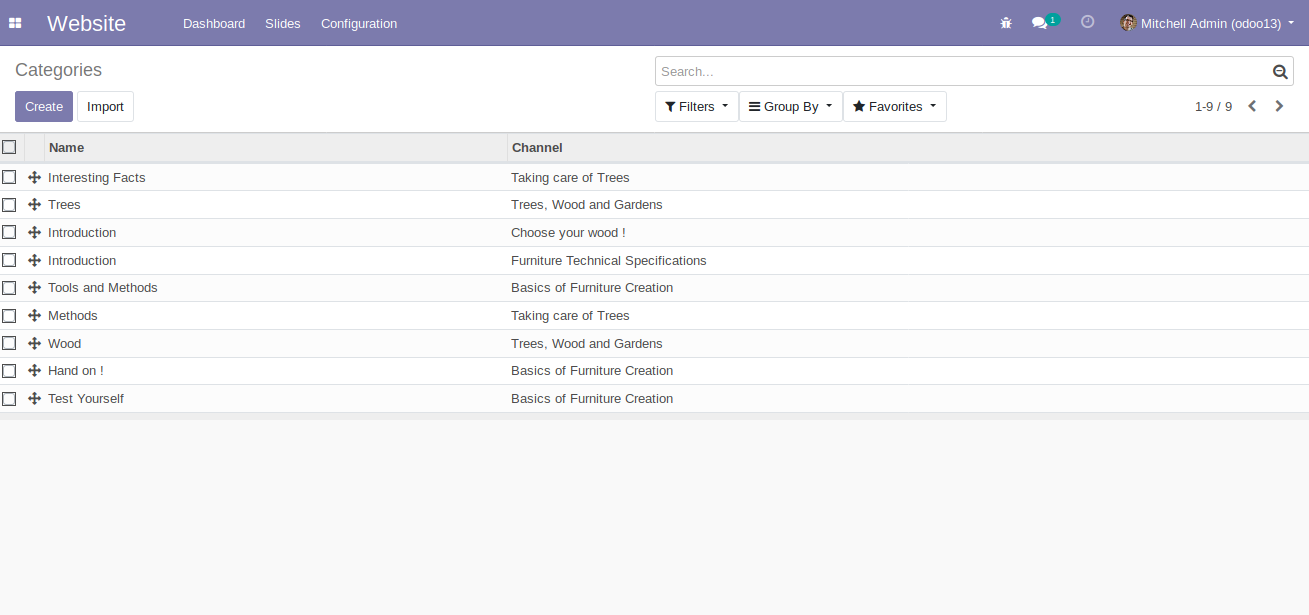 Website Dashboard Slides Configuration 1 Mitchell Admin (odoo13)
Categories
Search...
Create Import Filters Group By Favorites 1-9 / 9
Name Channel
Interesting Facts Taking care of Trees
Trees Trees, Wood and Gardens
Introduction Choose your wood !
Introduction Furniture Technical Specifications
Tools and Methods Basics of Furniture Creation
Methods Taking care of Trees
Wood Trees, Wood and Gardens
Hand on ! Basics of Furniture Creation
Test Yourself Basics of Furniture Creation